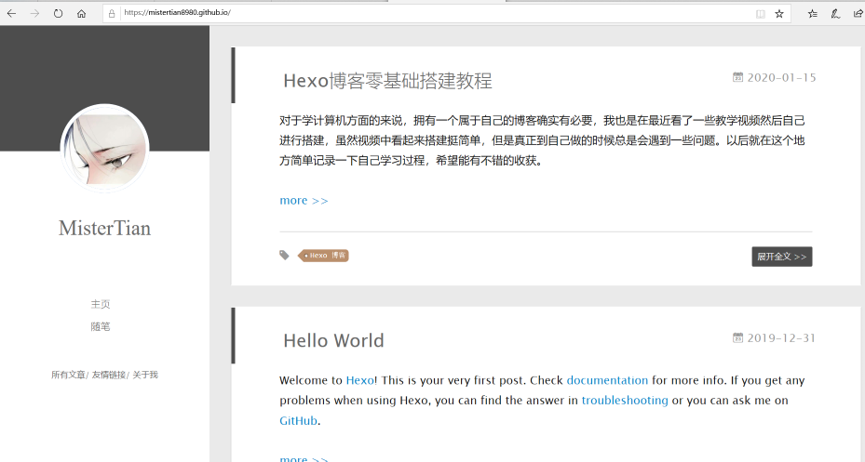 https://mistertian8980.github.io/
MisterTian
主页
随笔
所有文章/ 友情链接/ 关于我
Hexo博客零基础搭建教程
2020-01-15
对于学计算机方面的来说，拥有一个属于自己的博客确实有必要，我也是在最近看了一些教学视频然后自己
进行搭建，虽然视频中看起来搭建挺简单，但是真正到自己做的时候总是会遇到一些问题。以后就在这个地
方简单记录一下自己学习过程，希望能有不错的收获。
more >>
Hexo 博客
展开全文 >>
Hello World
2019-12-31
Welcome to Hexo! This is your very first post. Check documentation for more info. If you get any
problems when using Hexo, you can find the answer in troubleshooting or you can ask me on
GitHub.
more >>